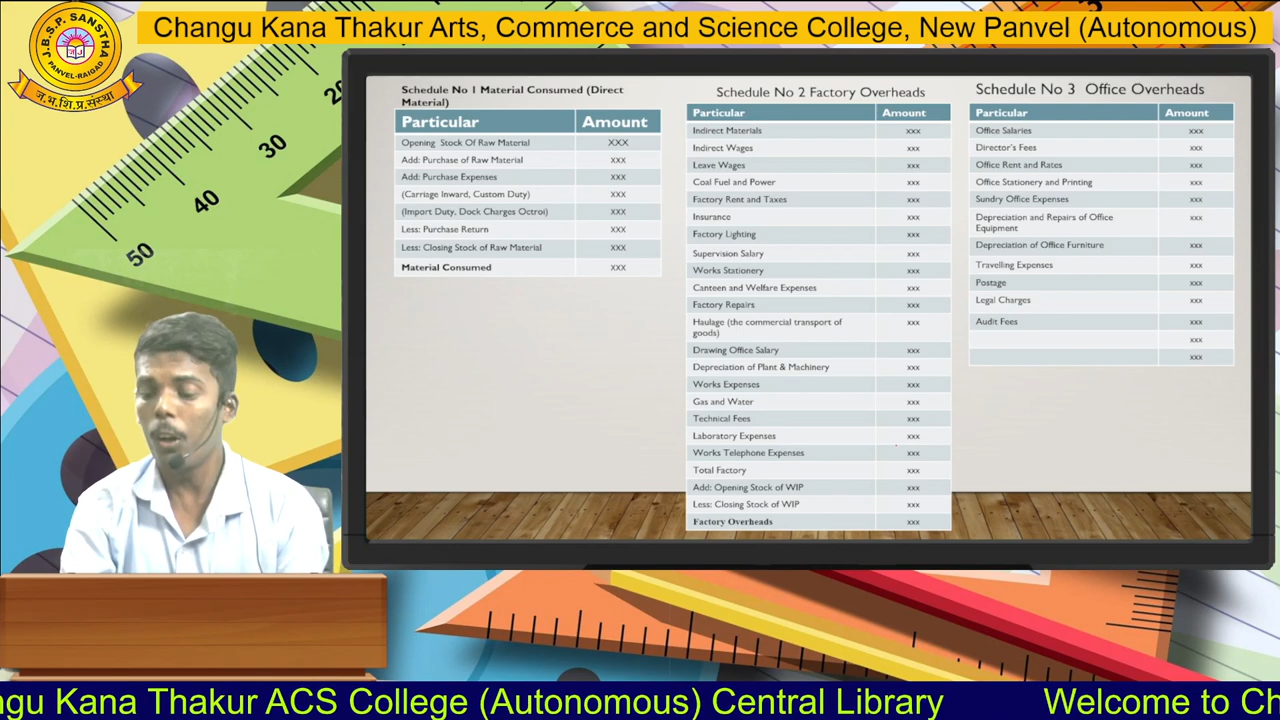 Changu Kana Thakur Arts, Commerce and Science College, New Panvel (Autonomous)
J.B.S.P. SANSTHA
PANVEL-RAIGAD
ज.भ.शि.प्र.संस्था
20
30
40
50
Schedule No 1 Material Consumed (Direct
Material)
Particular Amount
Opening Stock Of Raw Material XXX
Add: Purchase of Raw Material xxx
Add: Purchase Expenses xxx
(Carriage Inward, Custom Duty) xxx
(Import Duty, Dock Charges Octroi) xxx
Less: Purchase Return xxx
Less: Closing Stock of Raw Material xxx
Material Consumed xxx
Schedule No 2 Factory Overheads
Particular Amount
Indirect Materials xxx
Indirect Wages xxx
Leave Wages xxx
Coal Fuel and Power xxx
Factory Rent and Taxes xxx
Insurance xxx
Factory Lighting xxx
Supervision Salary xxx
Works Stationery xxx
Canteen and Welfare Expenses xxx
Factory Repairs xxx
Haulage (the commercial transport of xxx
goods)
Drawing Office Salary xxx
Depreciation of Plant & Machinery xxx
Works Expenses xxx
Gas and Water xxx
Technical Fees xxx
Laboratory Expenses xxx
Works Telephone Expenses xxx
Total Factory xxx
Add: Opening Stock of WIP xxx
Less: Closing Stock of WIP xxx
Factory Overheads xxx
Schedule No 3 Office Overheads
Particular Amount
Office Salaries xxx
Director's Fees xxx
Office Rent and Rates xxx
Office Stationery and Printing xxx
Sundry Office Expenses xxx
Depreciation and Repairs of Office xxx
Equipment
Depreciation of Office Furniture xxx
Travelling Expenses xxx
Postage xxx
Legal Charges xxx
Audit Fees xxx
xxx
xxx
ngu Kana Thakur ACS College (Autonomous) Central Library Welcome to Ch